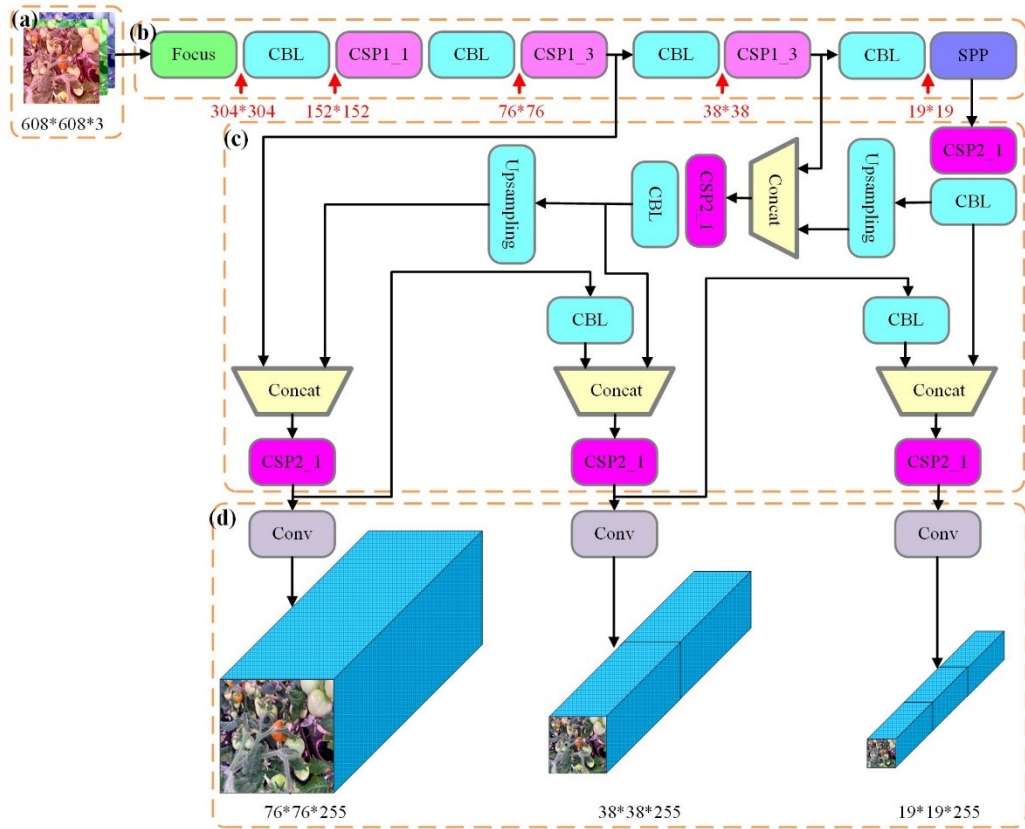 (a)
608*608*3
(b)
Focus
CBL
CSP1_1
CBL
CSP1_3
CBL
CSP1_3
CBL
SPP
304*304
152*152
76*76
38*38
19*19
(c)
CSP2_1
CBL
Upsampling
Concat
CSP2_1
CBL
Upsampling
CBL
CBL
Concat
Concat
Concat
CSP2_1
CSP2_1
CSP2_1
(d)
Conv
Conv
Conv
76*76*255
38*38*255
19*19*255